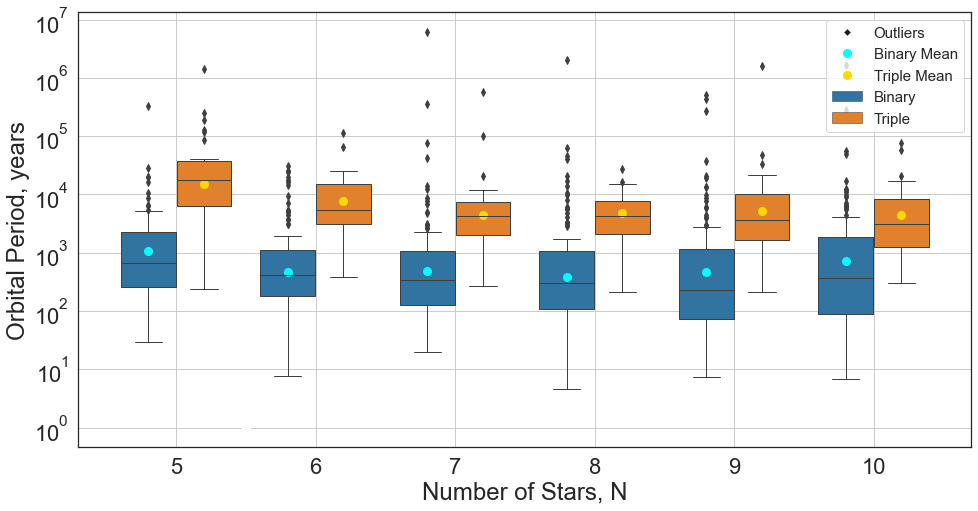 10^7
10^6
10^5
10^4
10^3
10^2
10^1
10^0
Orbital Period, years
Outliers
Binary Mean
Triple Mean
Binary
Triple
5 6 7 8 9 10
Number of Stars, N